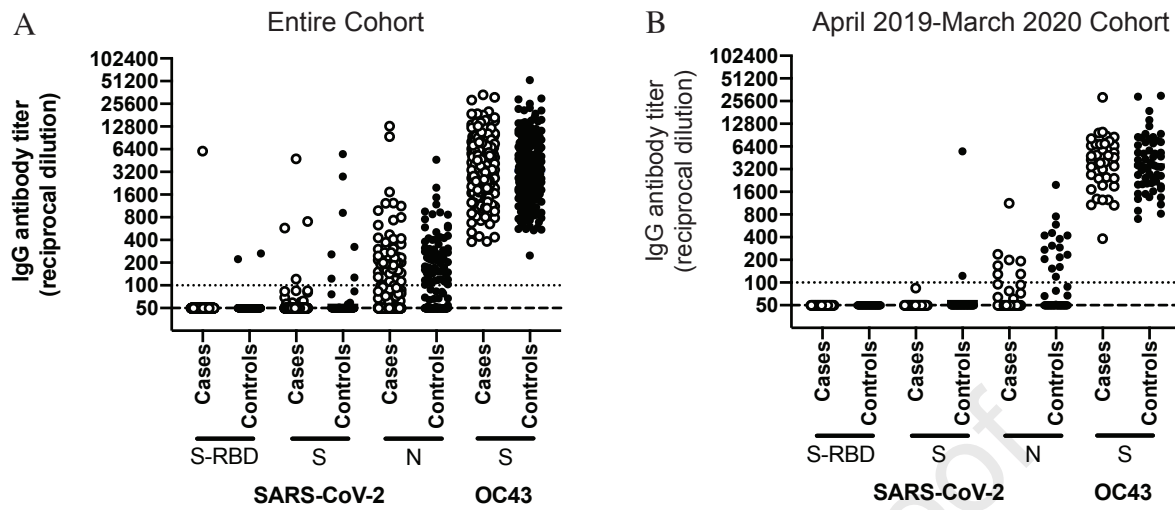 A
Entire Cohort
IgG antibody titer
(reciprocal dilution)
102400
51200
25600
12800
6400
3200
1600
800
400
200
100
50
Cases
Controls
Cases
Controls
Cases
Controls
Cases
Controls
S-RBD
S
N
S
SARS-CoV-2
OC43
B
April 2019-March 2020 Cohort
IgG antibody titer
(reciprocal dilution)
102400
51200
25600
12800
6400
3200
1600
800
400
200
100
50
Cases
Controls
Cases
Controls
Cases
Controls
Cases
Controls
S-RBD
S
N
S
SARS-CoV-2
OC43